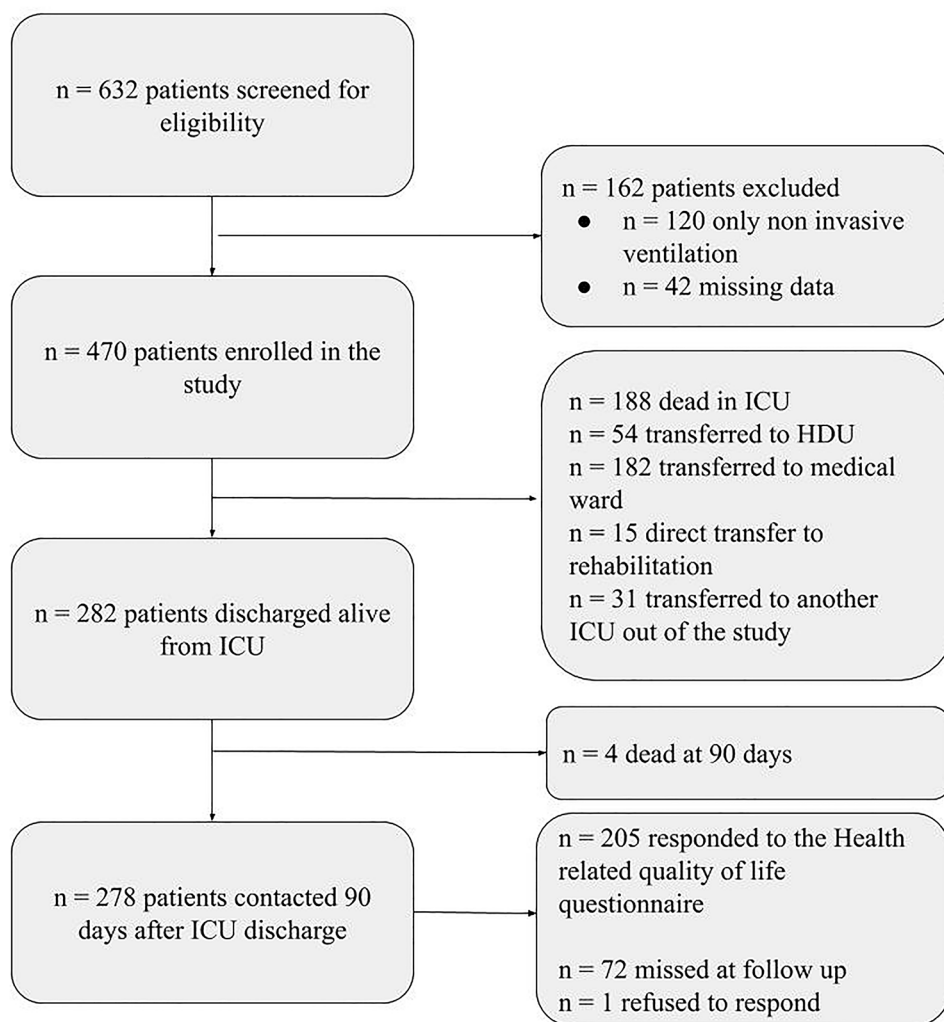 n = 632 patients screened for
eligibility
n = 162 patients excluded
● n = 120 only non invasive
ventilation
● n = 42 missing data
n = 470 patients enrolled in the
study
n = 188 dead in ICU
n = 54 transferred to HDU
n = 182 transferred to medical
ward
n = 15 direct transfer to
rehabilitation
n = 31 transferred to another
ICU out of the study
n = 282 patients discharged alive
from ICU
n = 4 dead at 90 days
n = 278 patients contacted 90
days after ICU discharge
n = 205 responded to the Health
related quality of life
questionnaire
n = 72 missed at follow up
n = 1 refused to respond